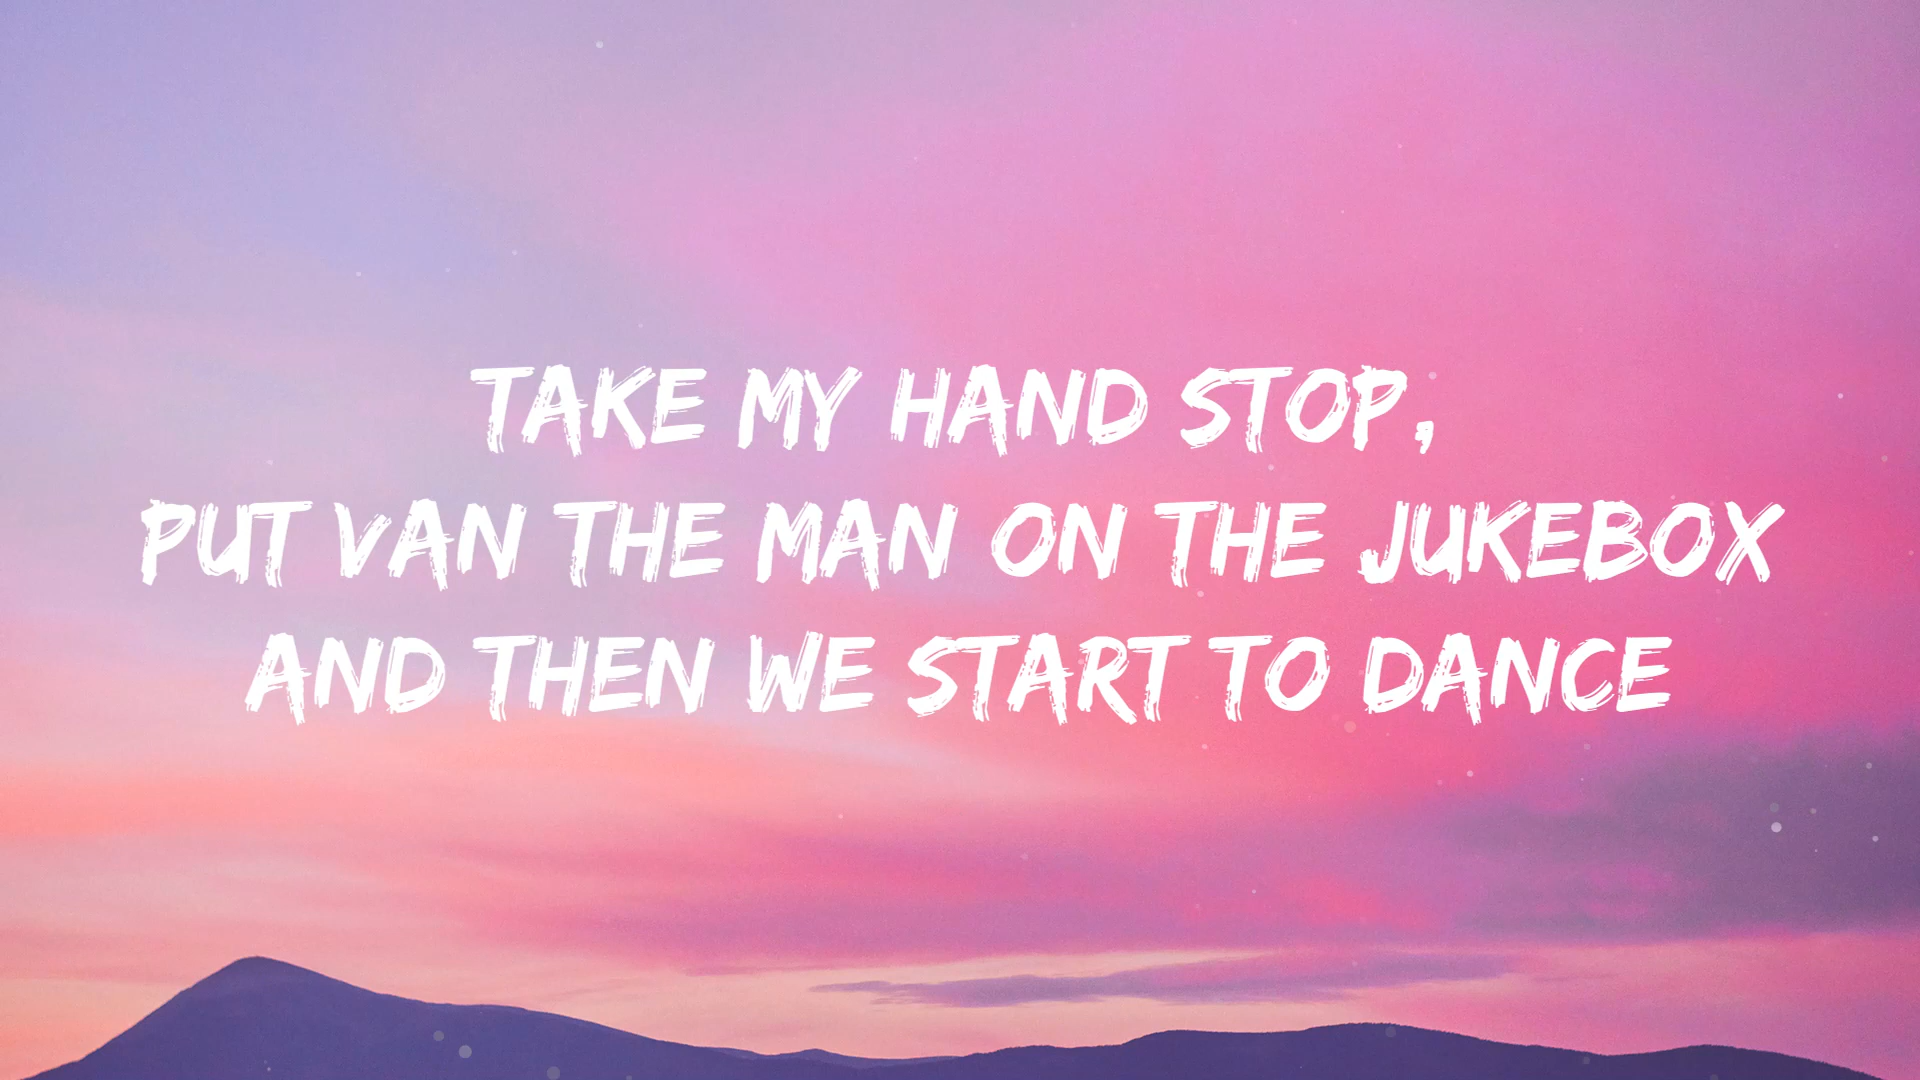 TAKE MY HAND STOP,
PUT VAN THE MAN ON THE JUKEBOX
AND THEN WE START TO DANCE